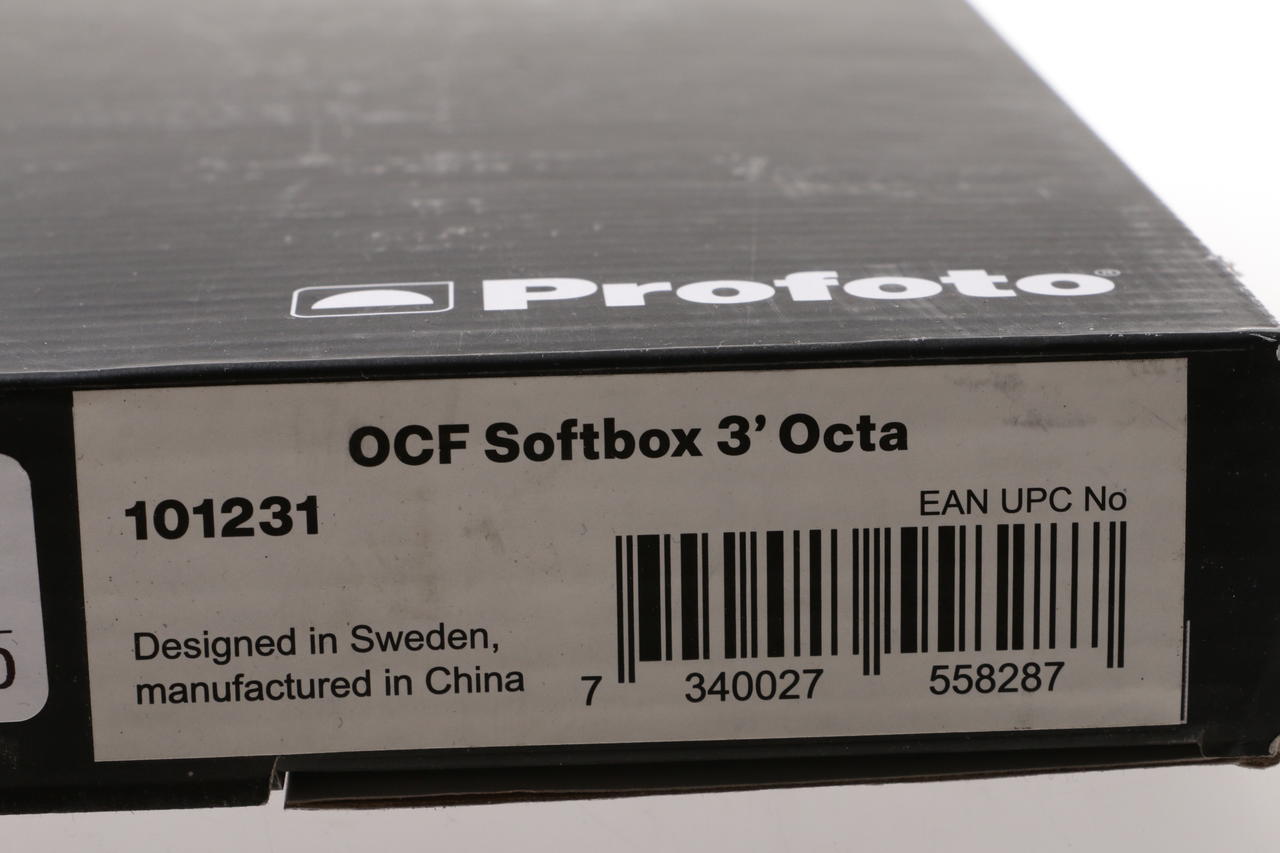 Profoto®
OCF Softbox 3’ Octa
101231
EAN UPC No
Designed in Sweden,
manufactured in China
7 340027 558287